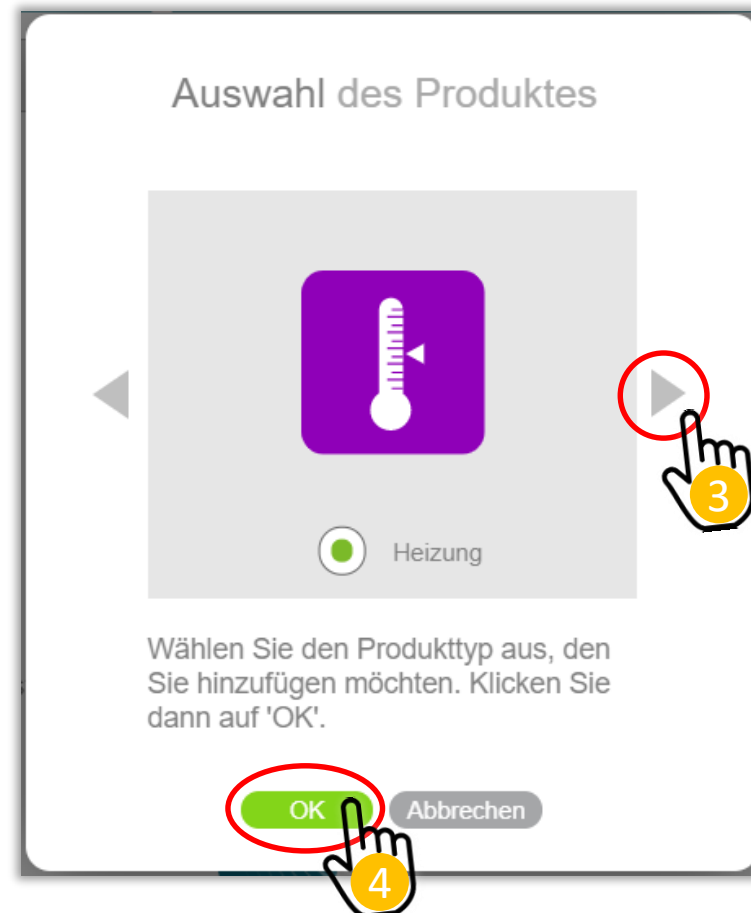 Auswahl des Produktes
3
Heizung
Wählen Sie den Produkttyp aus, den
Sie hinzufügen möchten. Klicken Sie
dann auf 'OK'.
OK Abbrechen
4